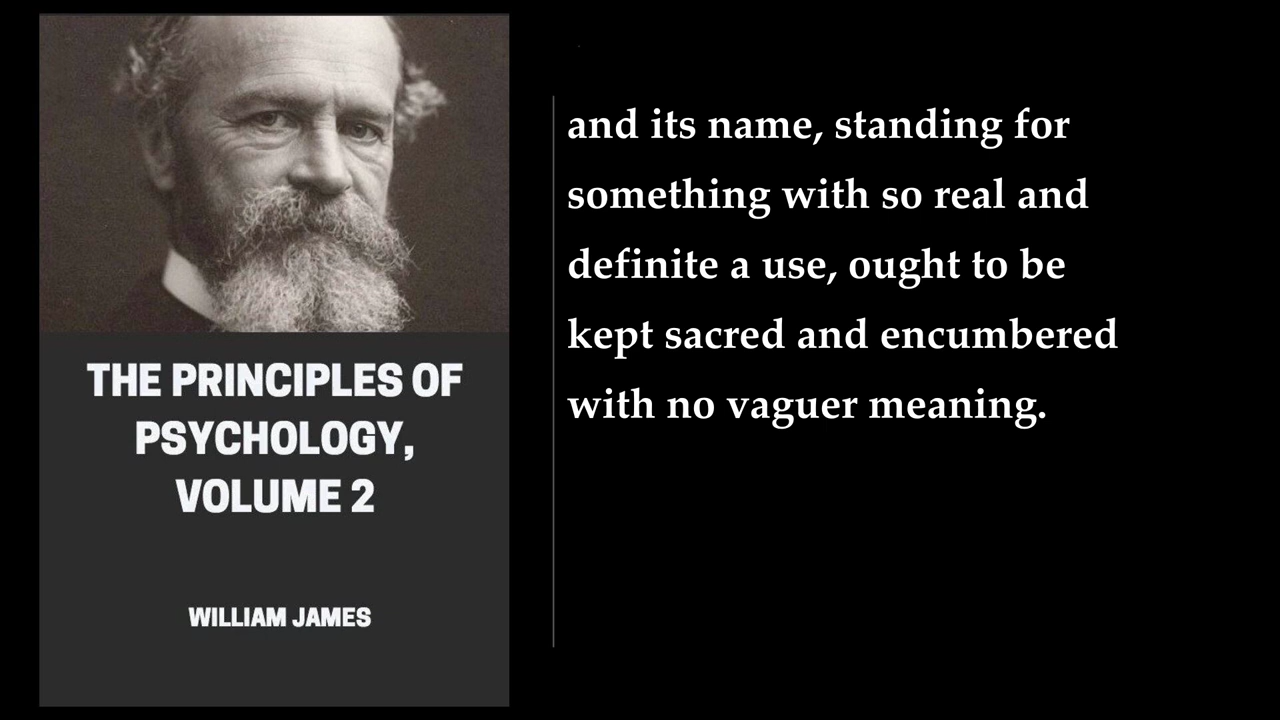 THE PRINCIPLES OF
PSYCHOLOGY,
VOLUME 2
WILLIAM JAMES
and its name, standing for
something with so real and
definite a use, ought to be
kept sacred and encumbered
with no vaguer meaning.